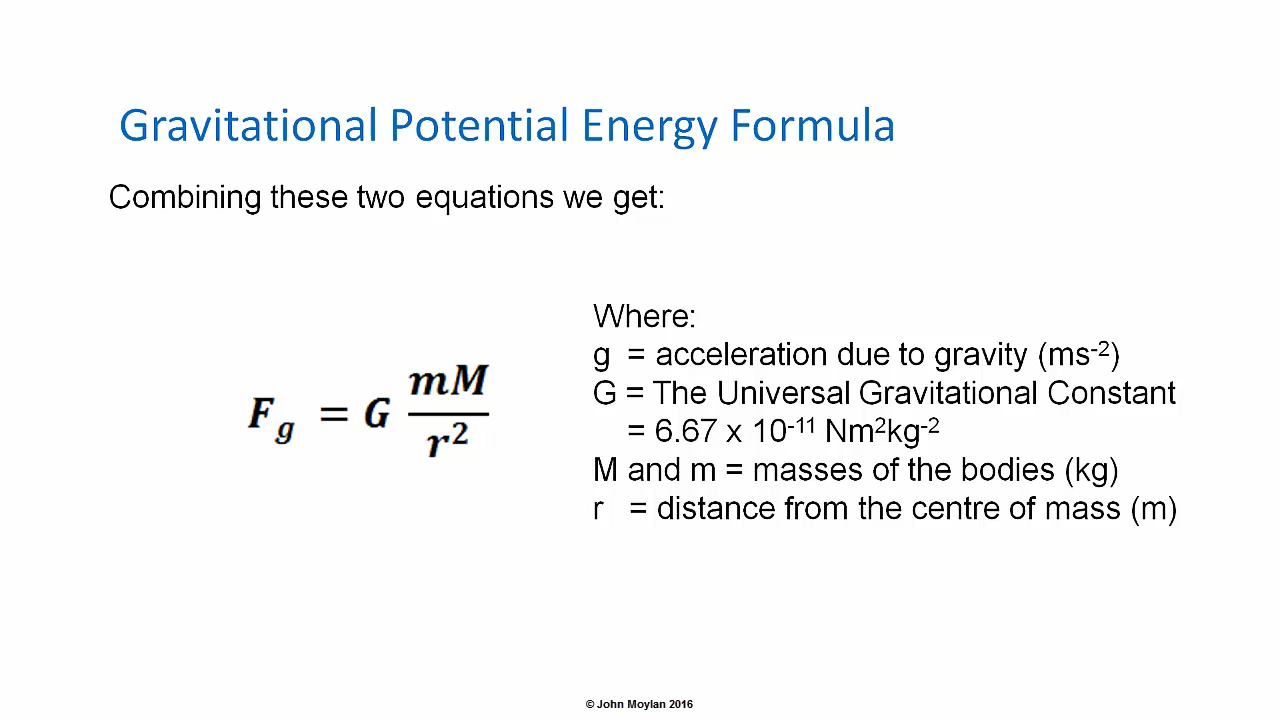 Gravitational Potential Energy Formula
Combining these two equations we get:
F_g = G \frac{mM}{r^2}
Where:
g = acceleration due to gravity (ms⁻²)
G = The Universal Gravitational Constant
= 6.67 x 10⁻¹¹ Nm²kg⁻²
M and m = masses of the bodies (kg)
r = distance from the centre of mass (m)
© John Moylan 2016